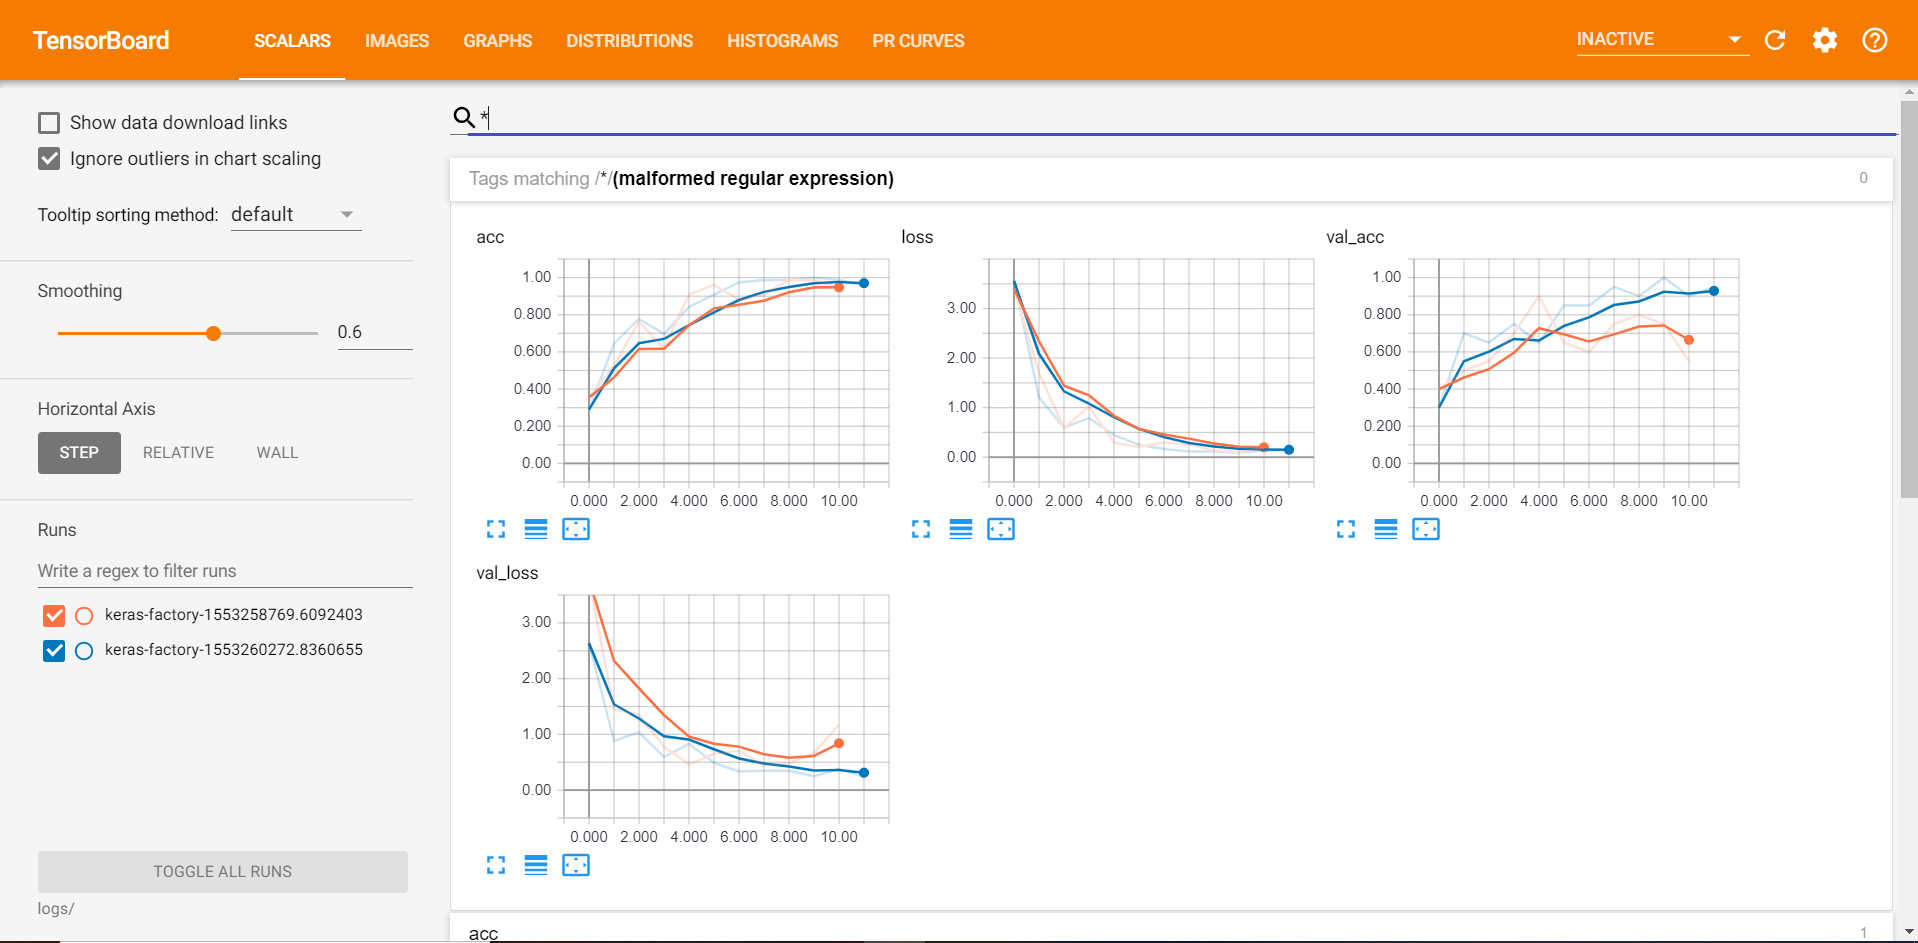 TensorBoard
SCALARS IMAGES GRAPHS DISTRIBUTIONS HISTOGRAMS PR CURVES INACTIVE
Show data download links
Ignore outliers in chart scaling
Tooltip sorting method: default
Smoothing
0.6
Horizontal Axis
STEP RELATIVE WALL
Runs
Write a regex to filter runs
keras-factory-1553258769.6092403
keras-factory-1553260272.8360655
TOGGLE ALL RUNS
logs/
*
Tags matching /*/(malformed regular expression) 0
acc
1.00
0.800
0.600
0.400
0.200
0.00
0.000 2.000 4.000 6.000 8.000 10.00
loss
3.00
2.00
1.00
0.00
0.000 2.000 4.000 6.000 8.000 10.00
val_acc
1.00
0.800
0.600
0.400
0.200
0.00
0.000 2.000 4.000 6.000 8.000 10.00
val_loss
3.00
2.00
1.00
0.00
0.000 2.000 4.000 6.000 8.000 10.00
acc 1